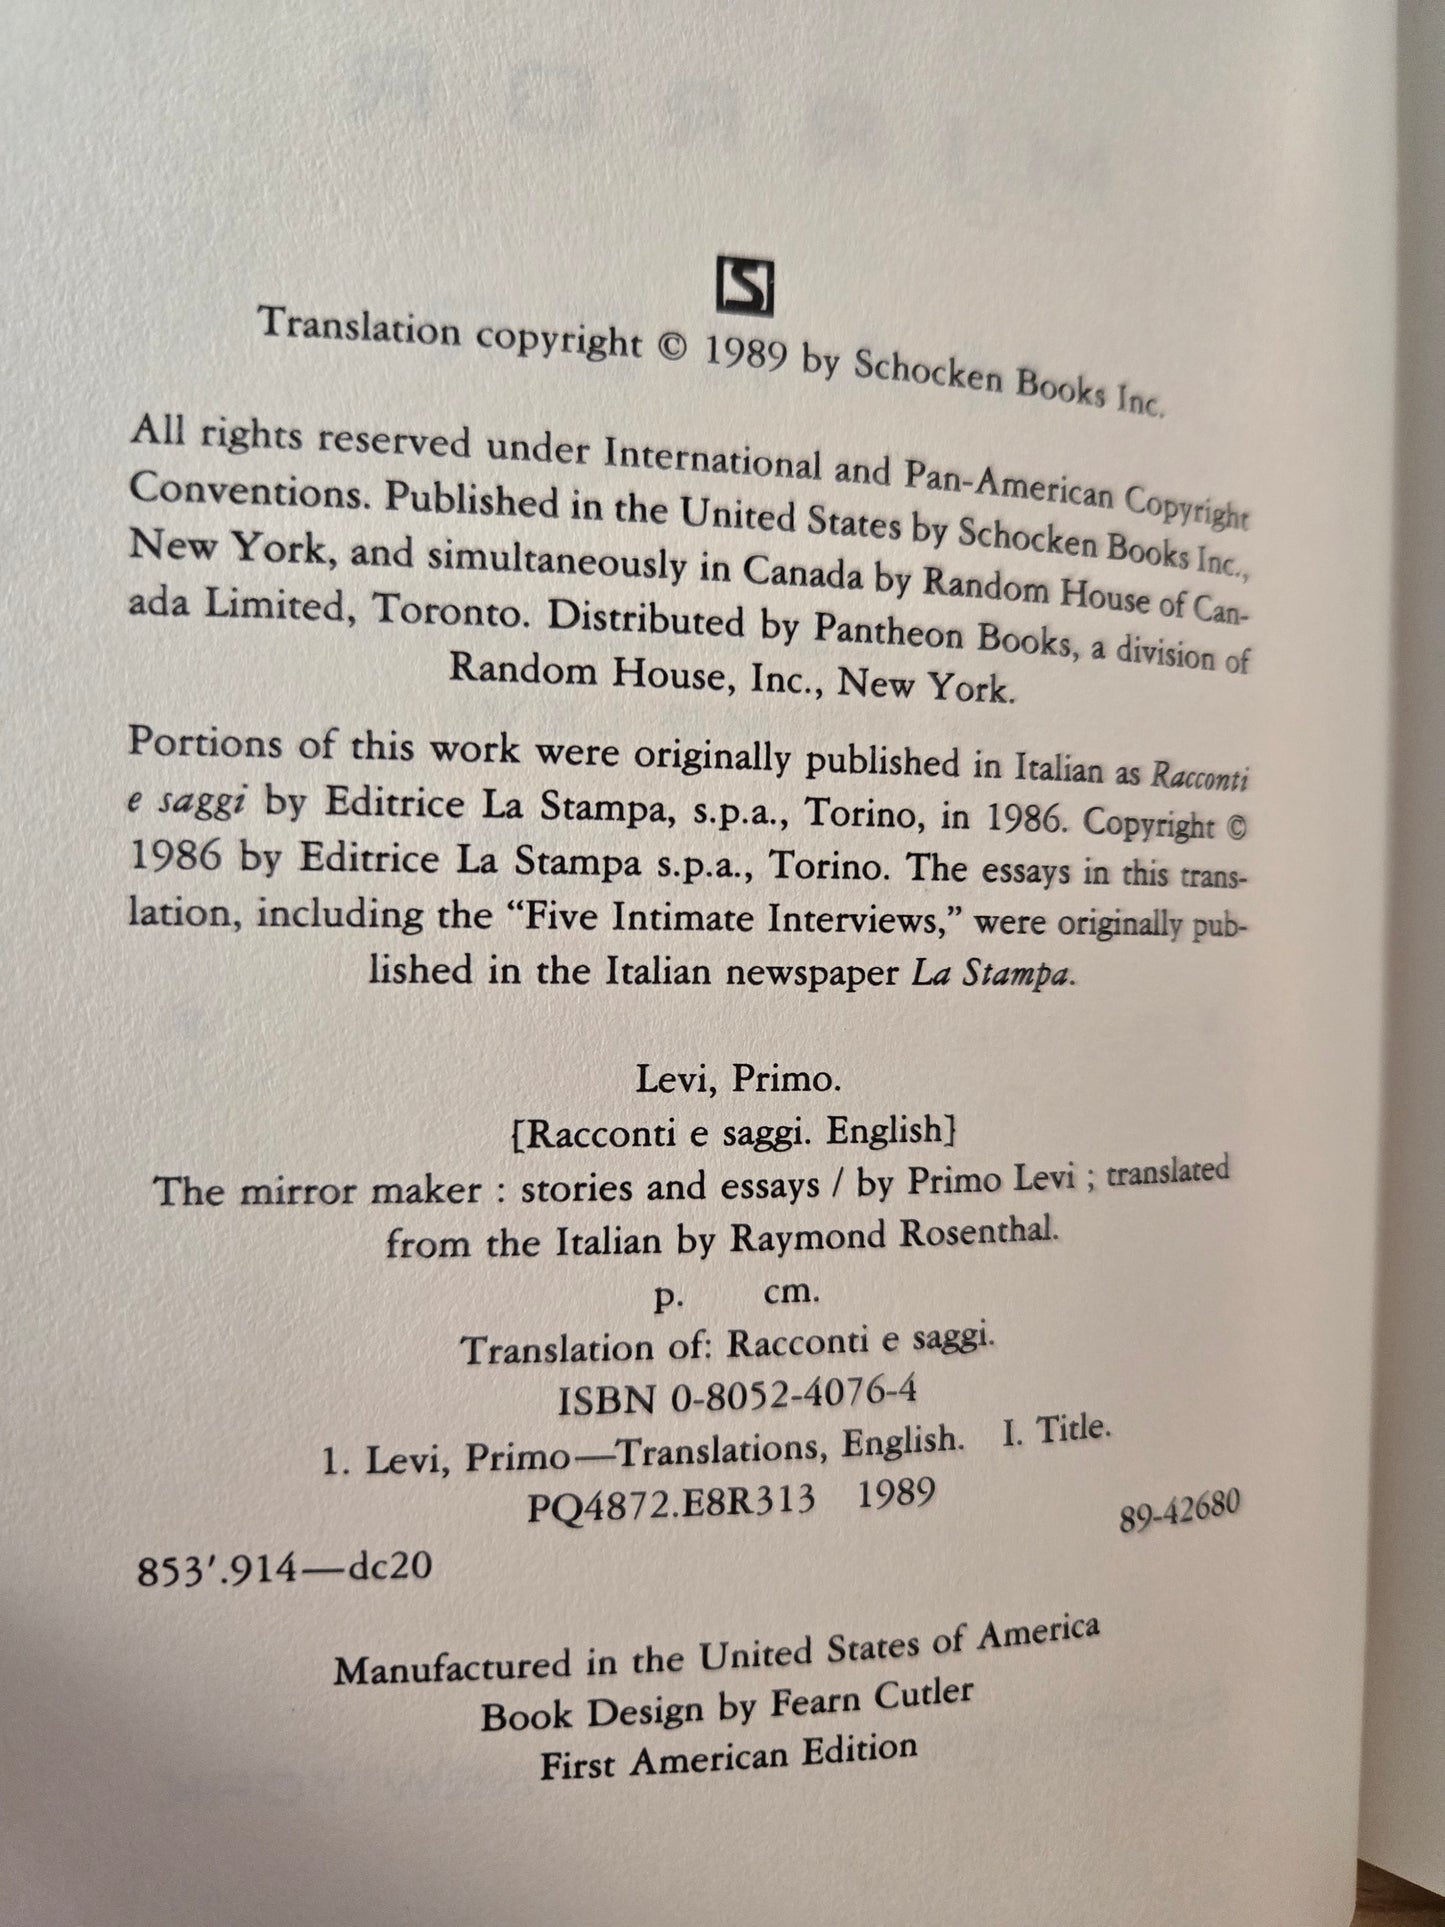 S
Translation copyright © 1989 by Schocken Books Inc.
All rights reserved under International and Pan-American Copyright
Conventions. Published in the United States by Schocken Books Inc.,
New York, and simultaneously in Canada by Random House of Can-
ada Limited, Toronto. Distributed by Pantheon Books, a division of
Random House, Inc., New York.
Portions of this work were originally published in Italian as Racconti
e saggi by Editrice La Stampa, s.p.a., Torino, in 1986. Copyright ©
1986 by Editrice La Stampa s.p.a., Torino. The essays in this trans-
lation, including the “Five Intimate Interviews,” were originally pub-
lished in the Italian newspaper La Stampa.
Levi, Primo.
[Racconti e saggi. English]
The mirror maker : stories and essays / by Primo Levi ; translated
from the Italian by Raymond Rosenthal.
p. cm.
Translation of: Racconti e saggi.
ISBN 0-8052-4076-4
1. Levi, Primo—Translations, English. I. Title.
PQ4872.E8R313 1989
89-42680
853′.914—dc20
Manufactured in the United States of America
Book Design by Fearn Cutler
First American Edition